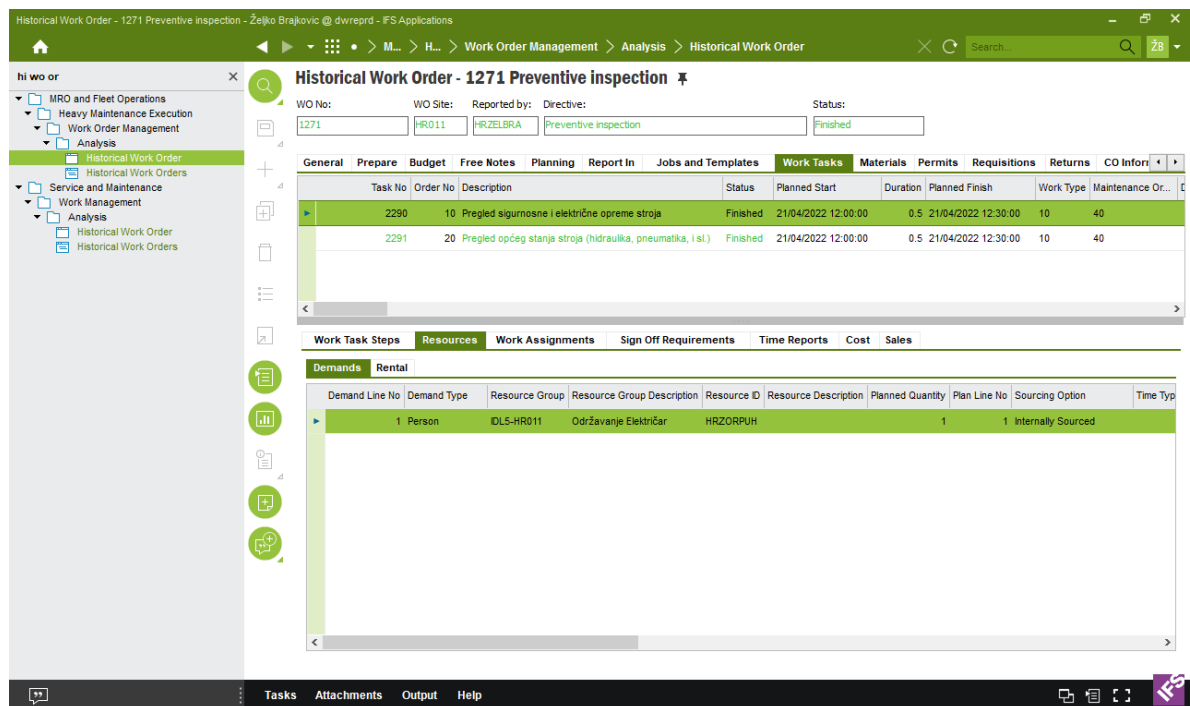 Historical Work Order - 1271 Preventive inspection - Željko Brajkovic @ dwreprd - IFS Applications
M... > H... > Work Order Management > Analysis > Historical Work Order
Search...
ŽB
hi wo or
MRO and Fleet Operations
Heavy Maintenance Execution
Work Order Management
Analysis
Historical Work Order
Historical Work Orders
Service and Maintenance
Work Management
Analysis
Historical Work Order
Historical Work Orders
Historical Work Order - 1271 Preventive inspection
WO No: WO Site: Reported by: Directive: Status:
1271 HR011 HRZELBRA Preventive inspection Finished
General Prepare Budget Free Notes Planning Report In Jobs and Templates Work Tasks Materials Permits Requisitions Returns CO Inforr
Task No Order No Description Status Planned Start Duration Planned Finish Work Type Maintenance Or... D
2290 10 Pregled sigurnosne i električne opreme stroja Finished 21/04/2022 12:00:00 0.5 21/04/2022 12:30:00 10 40
2291 20 Pregled općeg stanja stroja (hidraulika, pneumatika, i sl.) Finished 21/04/2022 12:00:00 0.5 21/04/2022 12:30:00 10 40
Work Task Steps Resources Work Assignments Sign Off Requirements Time Reports Cost Sales
Demands Rental
Demand Line No Demand Type Resource Group Resource Group Description Resource ID Resource Description Planned Quantity Plan Line No Sourcing Option Time Typ
1 Person IDL5-HR011 Održavanje Električar HRZORPUH 1 1 Internally Sourced
Tasks Attachments Output Help
IFS